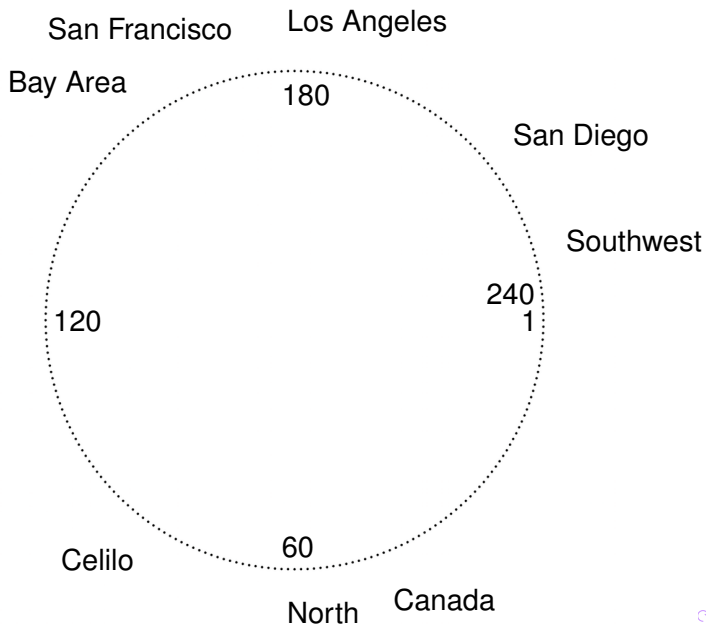 San Francisco
Los Angeles
Bay Area
180
San Diego
Southwest
240
120
1
60
Celilo
North
Canada